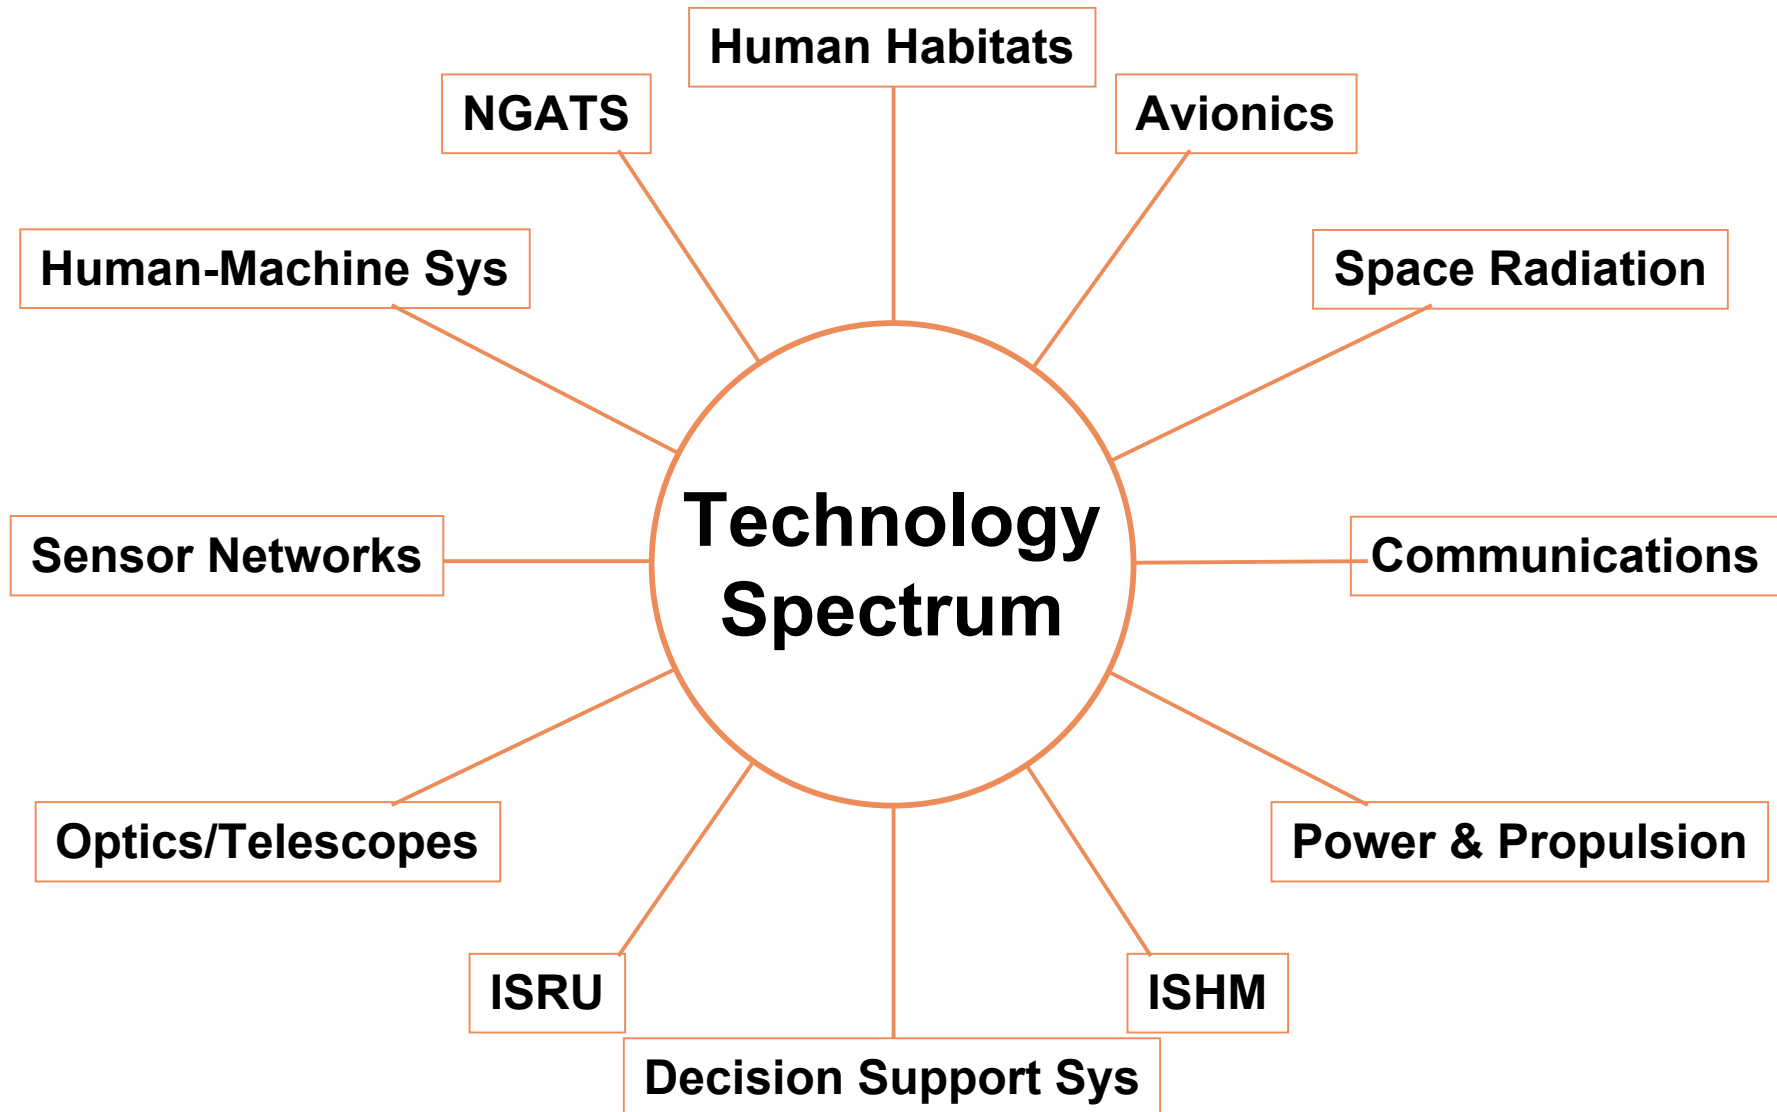 Human Habitats
NGATS
Avionics
Human-Machine Sys
Space Radiation
Technology
Spectrum
Sensor Networks
Communications
Optics/Telescopes
Power & Propulsion
ISRU
ISHM
Decision Support Sys